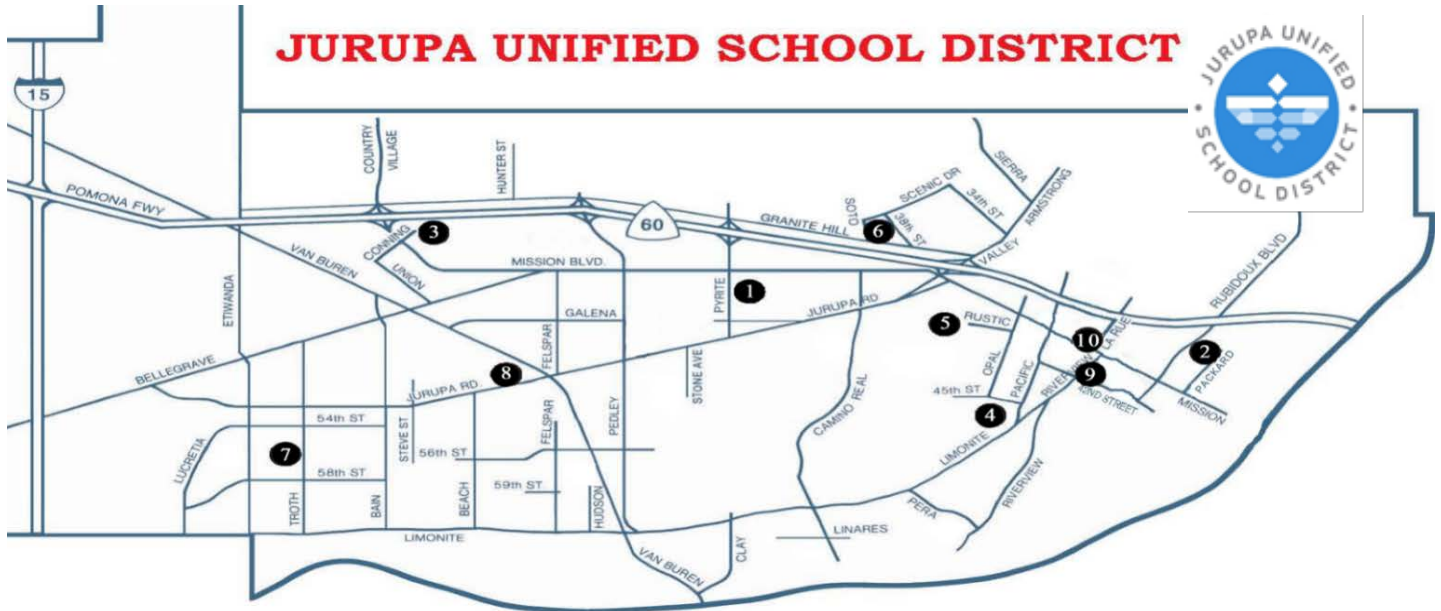 JURUPA UNIFIED SCHOOL DISTRICT
JURUPA UNIFIED
SCHOOL DISTRICT
15
POMONA FWY
COUNTRY
VILLAGE
HUNTER ST
SIERRA
SCENIC DR
34th ST
ARMSTRONG
SOTO
38th ST
6
GRANITE HILL
60
VALLEY
3
CONNING
UNION
VAN BUREN
MISSION BLVD.
RUBIDOUX BLVD
ETIWANDA
1
PYRITE
JURUPA RD
GALENA
5
RUSTIC
OPAL
PACIFIC
10
LA RUE
RIVERVIEW
9
2
PACKARD
42ND STREET
MISSION
BELLEGRAVE
8
JURUPA RD.
FELSPAR
STONE AVE
CAMINO REAL
45th ST
4
LIMONITE
54th ST
STEVE ST
FELSPAR
PEDLEY
LUCRETIA
7
56th ST
58th ST
59th ST
TROTH
BAIN
BEACH
HUDSON
PERA
RIVERVIEW
LIMONITE
CLAY
LINARES
VAN BUREN